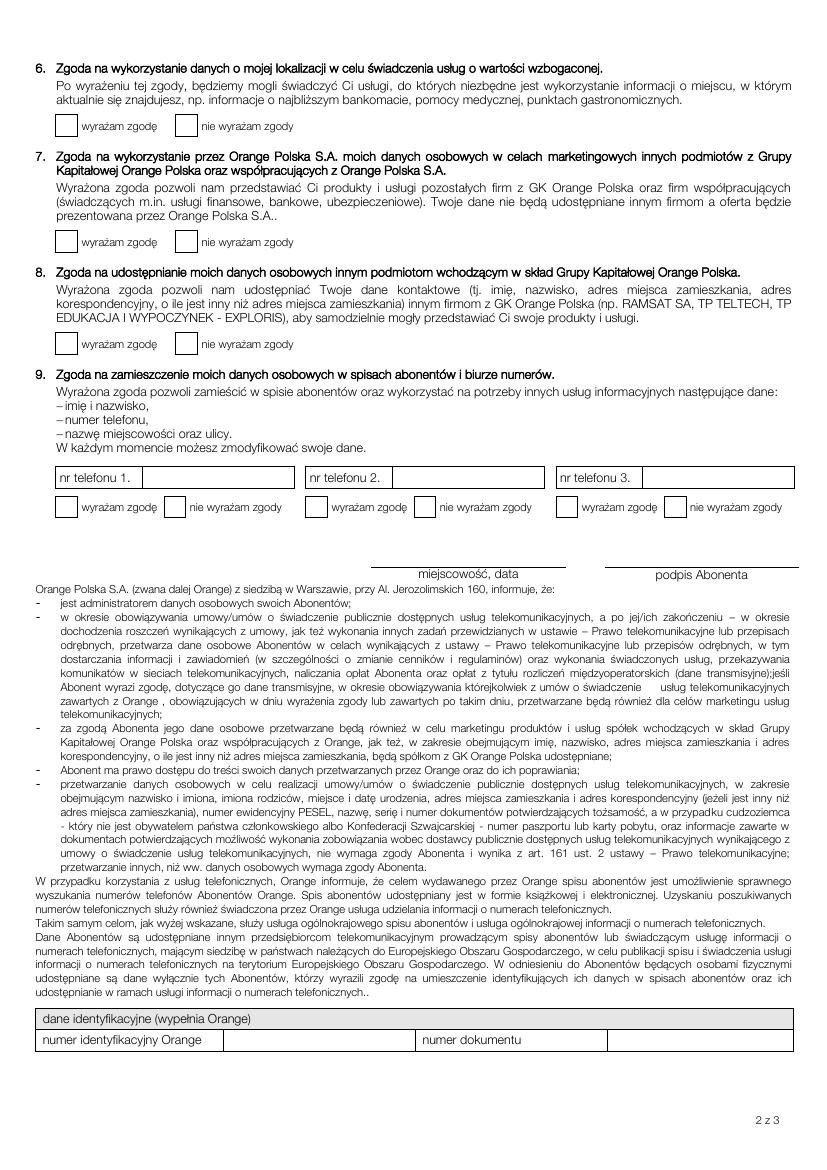 6. Zgoda na wykorzystanie danych o mojej lokalizacji w celu świadczenia usług o wartości wzbogaconej.
Po wyrażeniu tej zgody, będziemy mogli świadczyć Ci usługi, do których niezbędne jest wykorzystanie informacji o miejscu, w którym
aktualnie się znajdujesz, np. informacje o najbliższym bankomacie, pomocy medycznej, punktach gastronomicznych.
wyrażam zgodę nie wyrażam zgody
7. Zgoda na wykorzystanie przez Orange Polska S.A. moich danych osobowych w celach marketingowych innych podmiotów z Grupy
Kapitałowej Orange Polska oraz współpracujących z Orange Polska S.A.
Wyrażona zgoda pozwoli nam przedstawiać Ci produkty i usługi pozostałych firm z GK Orange Polska oraz firm współpracujących
(świadczących m.in. usługi finansowe, bankowe, ubezpieczeniowe). Twoje dane nie będą udostępniane innym firmom a oferta będzie
prezentowana przez Orange Polska S.A..
wyrażam zgodę nie wyrażam zgody
8. Zgoda na udostępnianie moich danych osobowych innym podmiotom wchodzącym w skład Grupy Kapitałowej Orange Polska.
Wyrażona zgoda pozwoli nam udostępniać Twoje dane kontaktowe (tj. imię, nazwisko, adres miejsca zamieszkania, adres
korespondencyjny, o ile jest inny niż adres miejsca zamieszkania) innym firmom z GK Orange Polska (np. RAMSAT SA, TP TELTECH, TP
EDUKACJA I WYPOCZYNEK - EXPLORIS), aby samodzielnie mogły przedstawiać Ci swoje produkty i usługi.
wyrażam zgodę nie wyrażam zgody
9. Zgoda na zamieszczenie moich danych osobowych w spisach abonentów i biurze numerów.
Wyrażona zgoda pozwoli zamieścić w spisie abonentów oraz wykorzystać na potrzeby innych usług informacyjnych następujące dane:
– imię i nazwisko,
– numer telefonu,
– nazwę miejscowości oraz ulicy.
W każdym momencie możesz zmodyfikować swoje dane.
nr telefonu 1. nr telefonu 2. nr telefonu 3.
wyrażam zgodę nie wyrażam zgody wyrażam zgodę nie wyrażam zgody wyrażam zgodę nie wyrażam zgody
miejscowość, data podpis Abonenta
Orange Polska S.A. (zwana dalej Orange) z siedzibą w Warszawie, przy Al. Jerozolimskich 160, informuje, że:
- jest administratorem danych osobowych swoich Abonentów;
- w okresie obowiązywania umowy/umów o świadczenie publicznie dostępnych usług telekomunikacyjnych, a po jej/ich zakończeniu – w okresie
dochodzenia roszczeń wynikających z umowy, jak też wykonania innych zadań przewidzianych w ustawie – Prawo telekomunikacyjne lub przepisach
odrębnych, przetwarza dane osobowe Abonentów w celach wynikających z ustawy – Prawo telekomunikacyjne lub przepisów odrębnych, w tym
dostarczania informacji i zawiadomień (w szczególności o zmianie cenników i regulaminów) oraz wykonania świadczonych usług, przekazywania
komunikatów w sieciach telekomunikacyjnych, naliczania opłat Abonenta oraz opłat z tytułu rozliczeń międzyoperatorskich (dane transmisyjne);jeśli
Abonent wyrazi zgodę, dotyczące go dane transmisyjne, w okresie obowiązywania którejkolwiek z umów o świadczenie usług telekomunikacyjnych
zawartych z Orange , obowiązujących w dniu wyrażenia zgody lub zawartych po takim dniu, przetwarzane będą również dla celów marketingu usług
telekomunikacyjnych;
- za zgodą Abonenta jego dane osobowe przetwarzane będą również w celu marketingu produktów i usług spółek wchodzących w skład Grupy
Kapitałowej Orange Polska oraz współpracujących z Orange, jak też, w zakresie obejmującym imię, nazwisko, adres miejsca zamieszkania i adres
korespondencyjny, o ile jest inny niż adres miejsca zamieszkania, będą spółkom z GK Orange Polska udostępniane;
- Abonent ma prawo dostępu do treści swoich danych przetwarzanych przez Orange oraz do ich poprawiania;
- przetwarzanie danych osobowych w celu realizacji umowy/umów o świadczenie publicznie dostępnych usług telekomunikacyjnych, w zakresie
obejmującym nazwisko i imiona, imiona rodziców, miejsce i datę urodzenia, adres miejsca zamieszkania i adres korespondencyjny (jeżeli jest inny niż
adres miejsca zamieszkania), numer ewidencyjny PESEL, nazwę, serię i numer dokumentów potwierdzających tożsamość, a w przypadku cudzoziemca
- który nie jest obywatelem państwa członkowskiego albo Konfederacji Szwajcarskiej - numer paszportu lub karty pobytu, oraz informacje zawarte w
dokumentach potwierdzających możliwość wykonania zobowiązania wobec dostawcy publicznie dostępnych usług telekomunikacyjnych wynikającego z
umowy o świadczenie usług telekomunikacyjnych, nie wymaga zgody Abonenta i wynika z art. 161 ust. 2 ustawy – Prawo telekomunikacyjne;
przetwarzanie innych, niż ww. danych osobowych wymaga zgody Abonenta.
W przypadku korzystania z usług telefonicznych, Orange informuje, że celem wydawanego przez Orange spisu abonentów jest umożliwienie sprawnego
wyszukania numerów telefonów Abonentów Orange. Spis abonentów udostępniany jest w formie książkowej i elektronicznej. Uzyskaniu poszukiwanych
numerów telefonicznych służy również świadczona przez Orange usługa udzielania informacji o numerach telefonicznych.
Takim samym celom, jak wyżej wskazane, służy usługa ogólnokrajowego spisu abonentów i usługa ogólnokrajowej informacji o numerach telefonicznych.
Dane Abonentów są udostępniane innym przedsiębiorcom telekomunikacyjnym prowadzącym spisy abonentów lub świadczącym usługę informacji o
numerach telefonicznych, mającym siedzibę w państwach należących do Europejskiego Obszaru Gospodarczego, w celu publikacji spisu i świadczenia usługi
informacji o numerach telefonicznych na terytorium Europejskiego Obszaru Gospodarczego. W odniesieniu do Abonentów będących osobami fizycznymi
udostępniane są dane wyłącznie tych Abonentów, którzy wyrazili zgodę na umieszczenie identyfikujących ich danych w spisach abonentów oraz ich
udostępnianie w ramach usługi informacji o numerach telefonicznych..
dane identyfikacyjne (wypełnia Orange)
numer identyfikacyjny Orange numer dokumentu
2 z 3